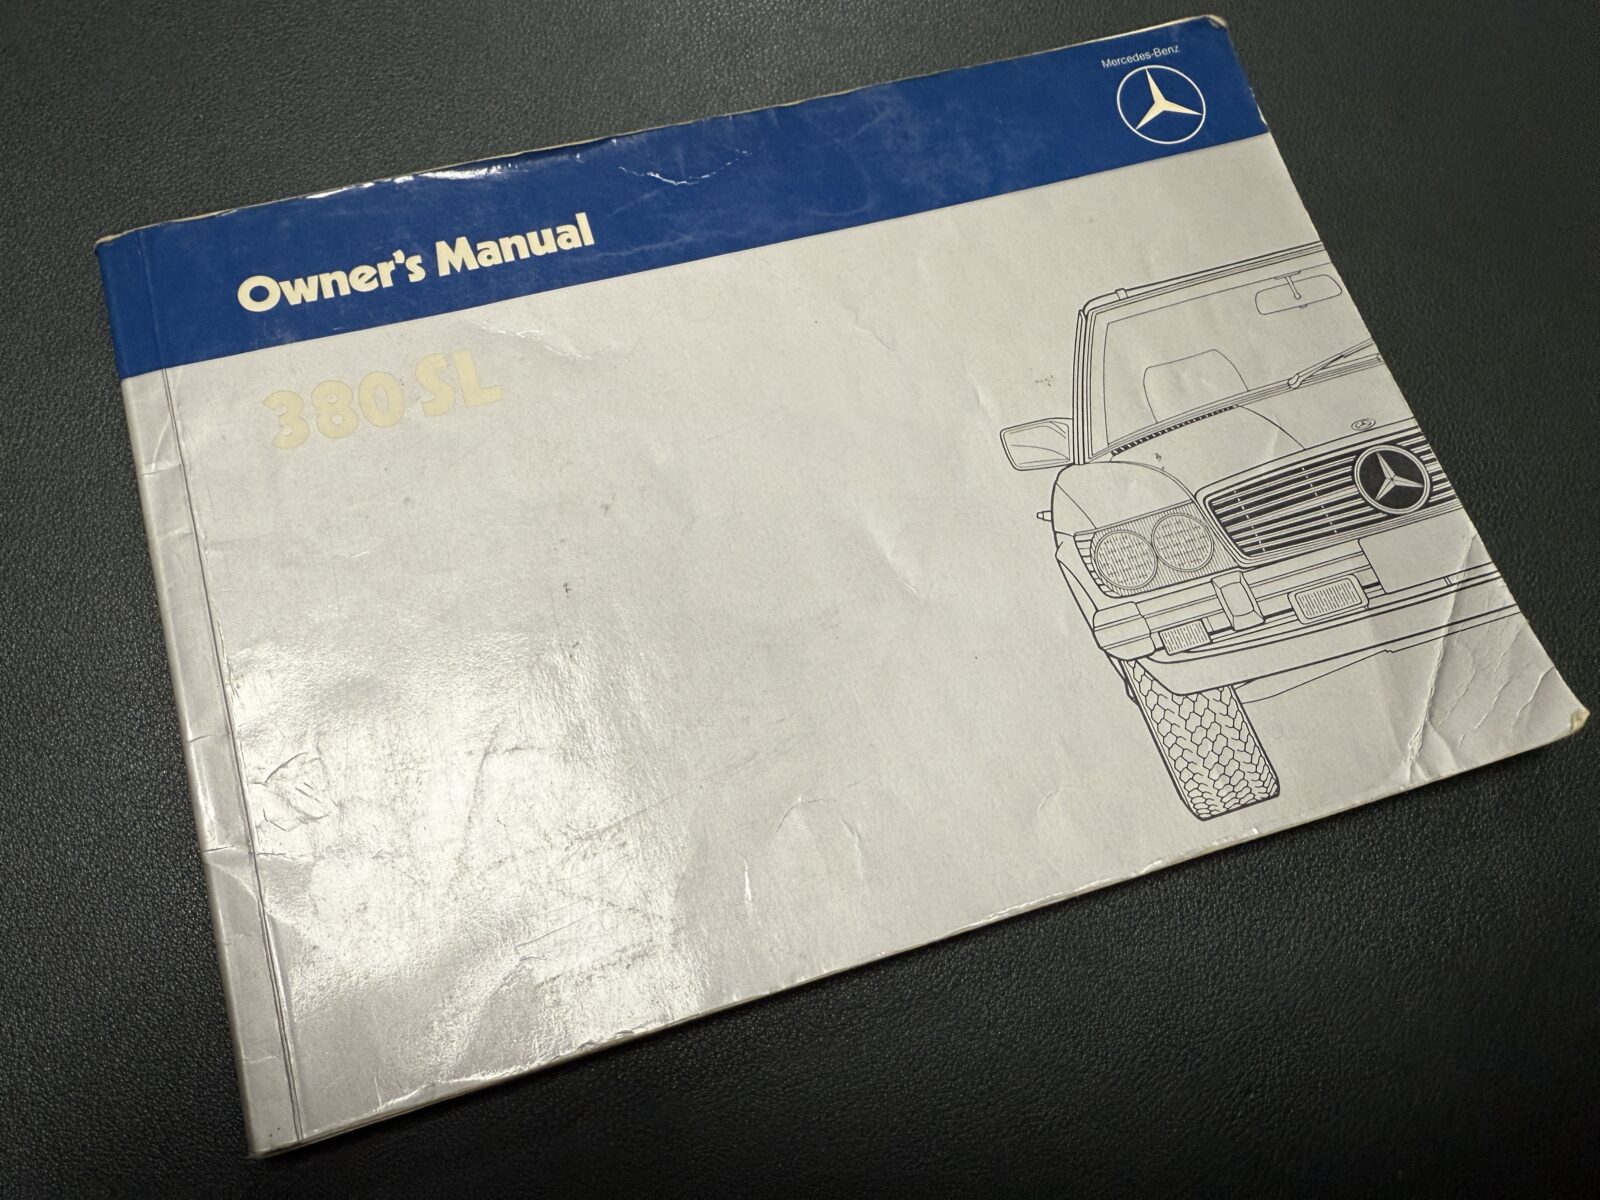 Mercedes-Benz
Owner's Manual
380 SL